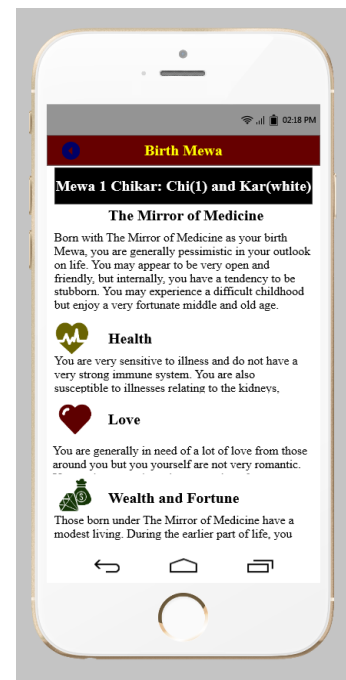 02:18 PM
Birth Mewa
Mewa 1 Chikar: Chi(1) and Kar(white)
The Mirror of Medicine
Born with The Mirror of Medicine as your birth
Mewa, you are generally pessimistic in your outlook
on life. You may appear to be very open and
friendly, but internally, you have a tendency to be
stubborn. You may experience a difficult childhood
but enjoy a very fortunate middle and old age.
Health
You are very sensitive to illness and do not have a
very strong immune system. You are also
susceptible to illnesses relating to the kidneys,
Love
You are generally in need of a lot of love from those
around you but you yourself are not very romantic.
Wealth and Fortune
Those born under The Mirror of Medicine have a
modest living. During the earlier part of life, you